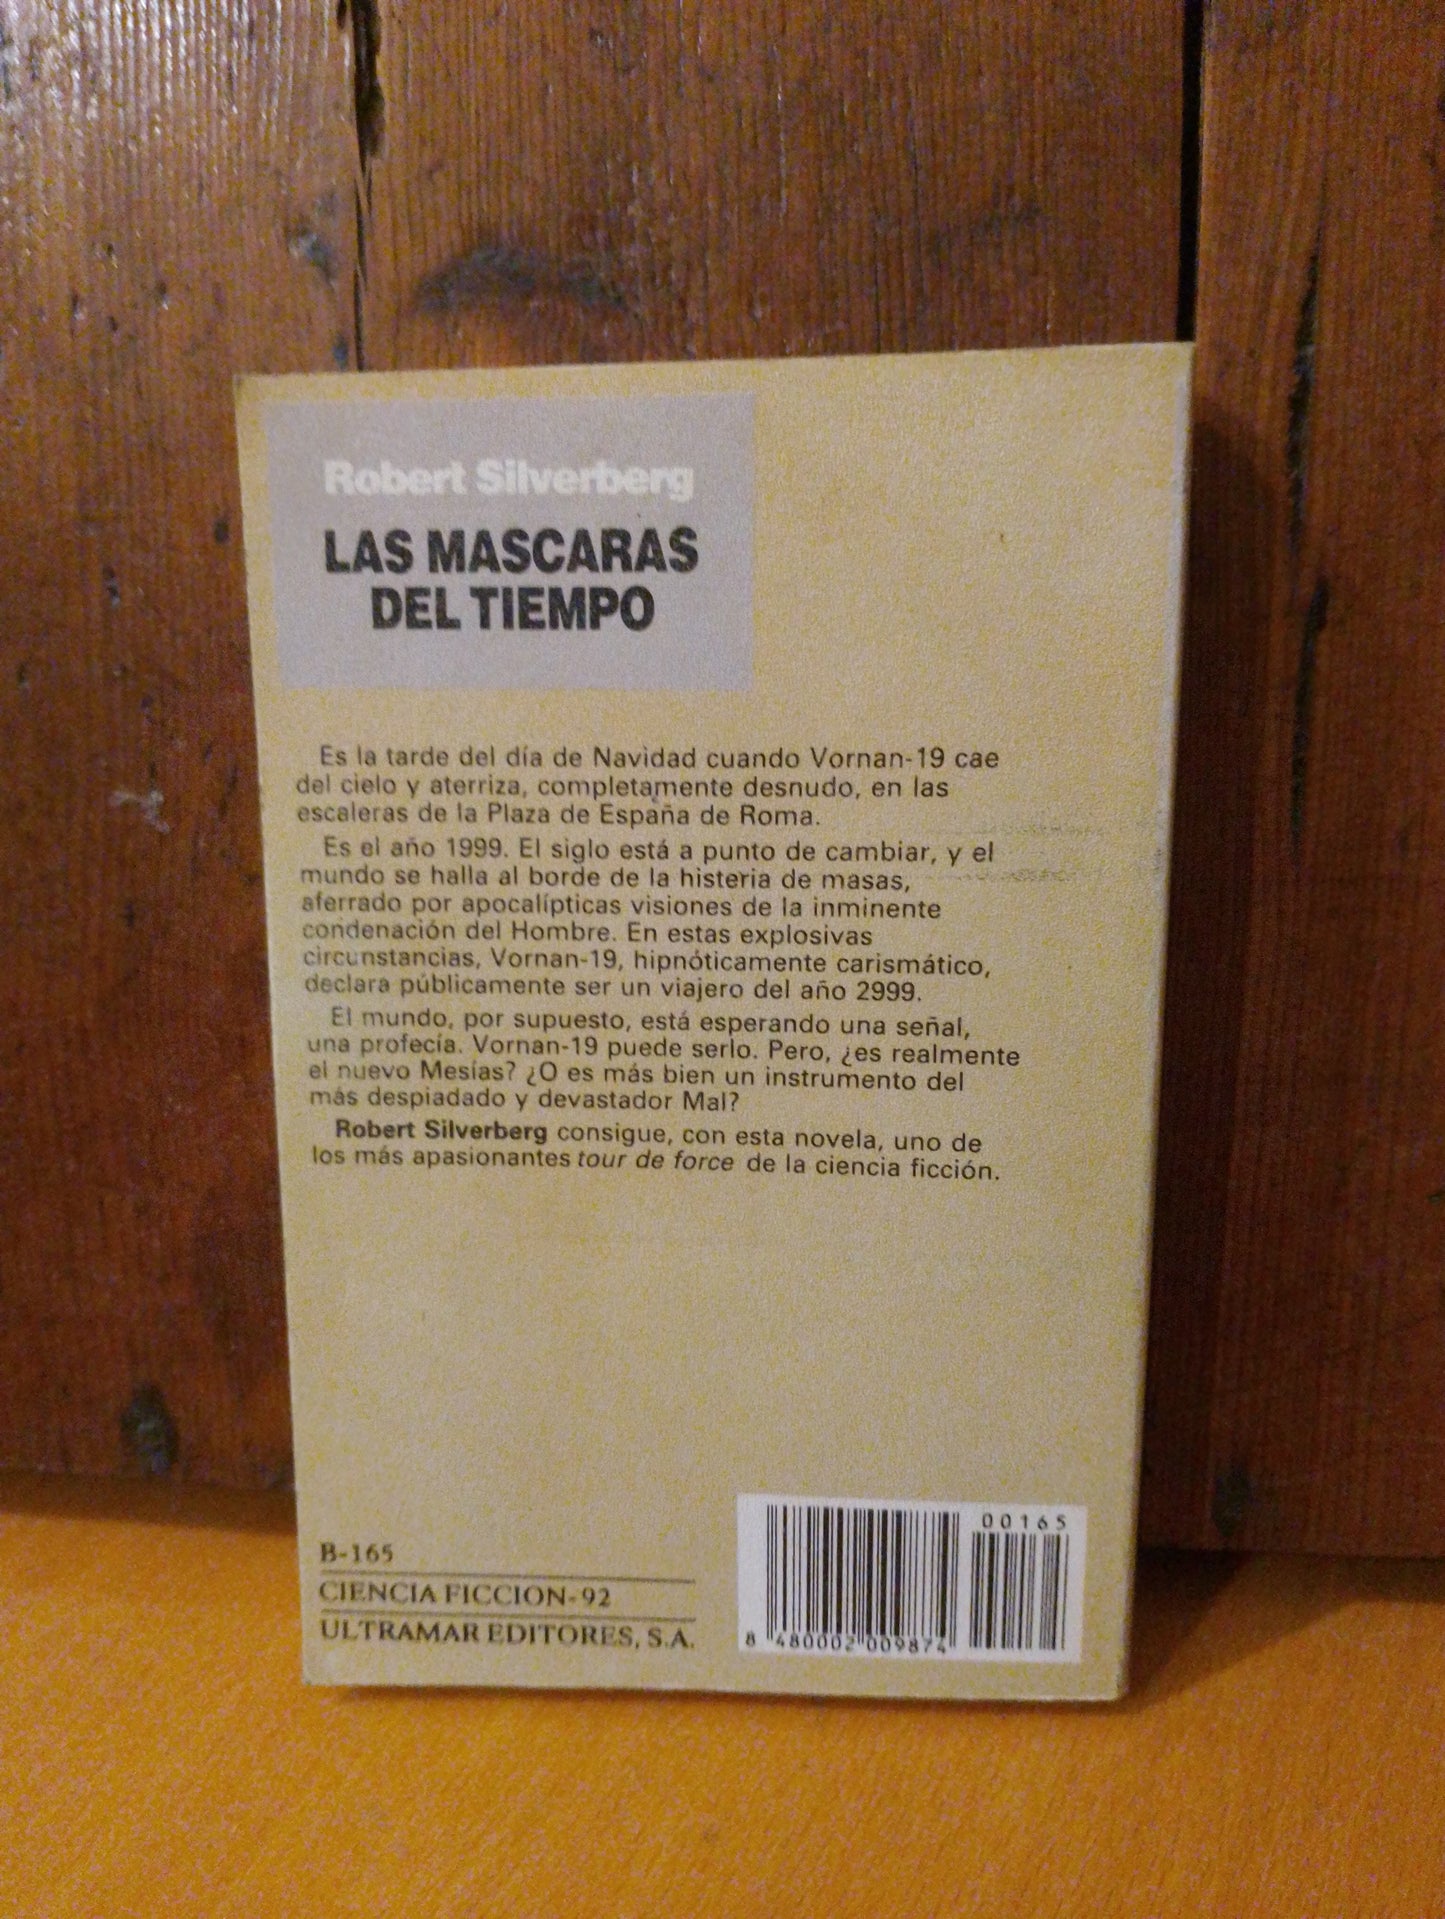 Robert Silverberg
LAS MASCARAS
DEL TIEMPO
Es la tarde del día de Navidad cuando Vornan-19 cae
del cielo y aterriza, completamente desnudo, en las
escaleras de la Plaza de España de Roma.
Es el año 1999. El siglo está a punto de cambiar, y el
mundo se halla al borde de la histeria de masas,
aferrado por apocalípticas visiones de la inminente
condenación del Hombre. En estas explosivas
circunstancias, Vornan-19, hipnóticamente carismático,
declara públicamente ser un viajero del año 2999.
El mundo, por supuesto, está esperando una señal,
una profecía. Vornan-19 puede serlo. Pero, ¿es realmente
el nuevo Mesías? ¿O es más bien un instrumento del
más despiadado y devastador Mal?
Robert Silverberg consigue, con esta novela, uno de
los más apasionantes tour de force de la ciencia ficción.
B-165
CIENCIA FICCION-92
ULTRAMAR EDITORES, S.A.
00165
8 480002 009874